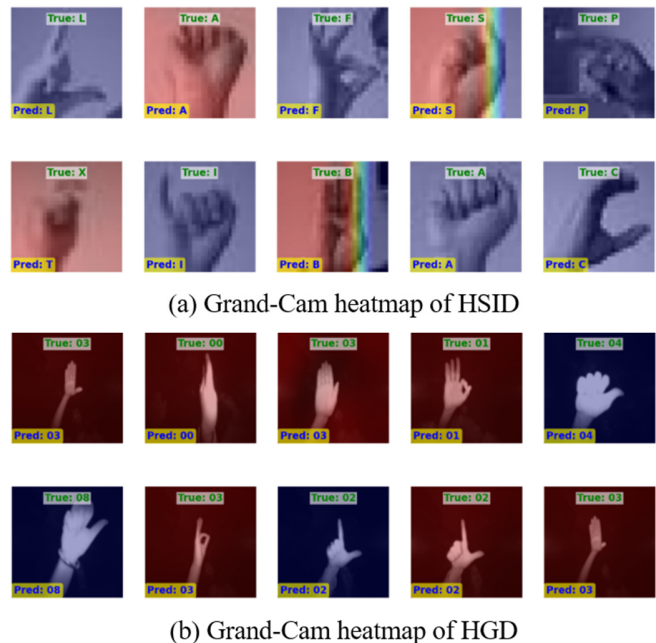 True: L True: A True: F True: S True: P
Pred: L Pred: A Pred: F Pred: S Pred: P
True: X True: I True: B True: A True: C
Pred: T Pred: I Pred: B Pred: A Pred: C
(a) Grand-Cam heatmap of HSID
True: 03 True: 00 True: 03 True: 01 True: 04
Pred: 03 Pred: 00 Pred: 03 Pred: 01 Pred: 04
True: 08 True: 03 True: 02 True: 02 True: 03
Pred: 08 Pred: 03 Pred: 02 Pred: 02 Pred: 03
(b) Grand-Cam heatmap of HGD